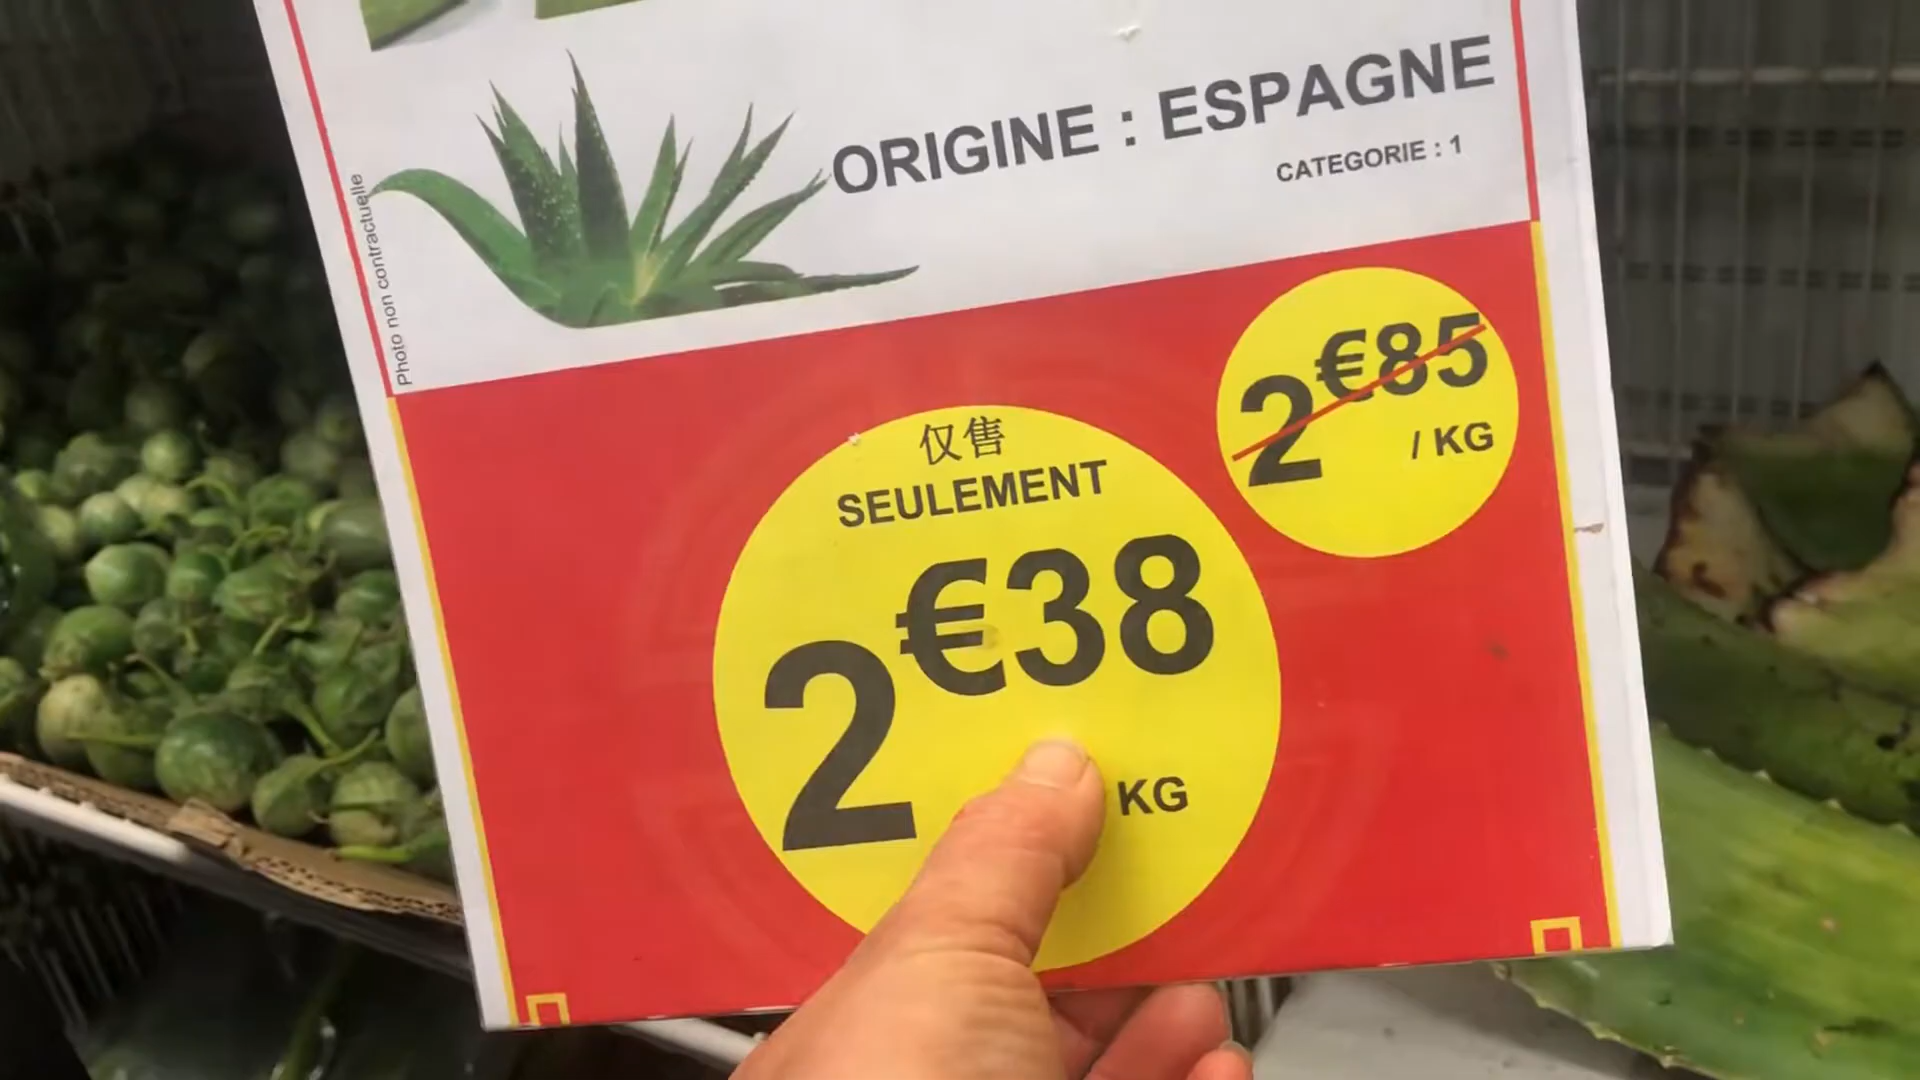 ORIGINE : ESPAGNE
CATEGORIE : 1
Photo non contractuelle
2€85
/ KG
仅售
SEULEMENT
2€38
KG